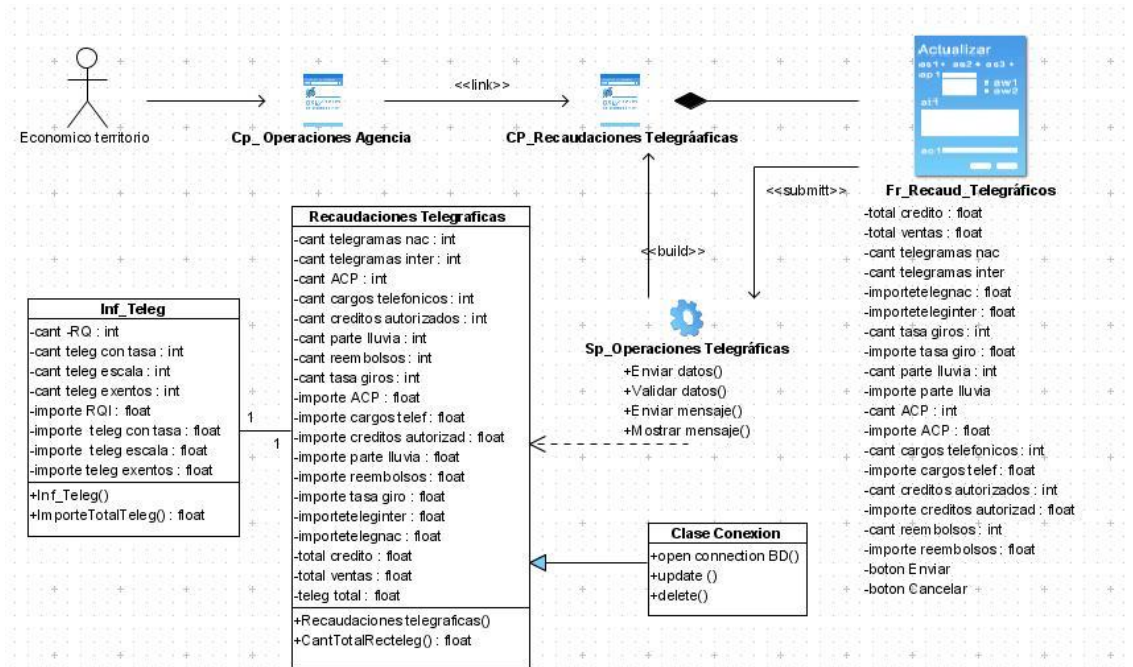 Economico territorio
Cp_ Operaciones Agencia
<<link>>
CP_Recaudaciones Telegráaficas
Actualizar
Fr_Recaud_Telegráficos
-total credito : float
-total ventas : float
-cant telegramas nac
-cant telegramas inter
-importetelegnac : float
-importeteleginter : float
-cant tasa giros : int
-importe tasa giro : float
-cant parte lluvia : int
-importe parte lluvia
-cant ACP : int
-importe ACP : float
-cant cargos telefonicos : int
-importe cargos telef : float
-cant creditos autorizados : int
-importe creditos autorizad : float
-cant reembolsos : int
-importe reembolsos : float
-boton Enviar
-boton Cancelar
<<submitt>>
<<build>>
Sp_Operaciones Telegráficas
+Enviar datos()
+Validar datos()
+Enviar mensaje()
+Mostrar mensaje()
Recaudaciones Telegraficas
-cant telegramas nac : int
-cant telegramas inter : int
-cant ACP : int
-cant cargos telefonicos : int
-cant creditos autorizados : int
-cant parte lluvia : int
-cant reembolsos : int
-cant tasa giros : int
-importe ACP : float
-importe cargos telef : float
-importe creditos autorizad : float
-importe parte lluvia : float
-importe reembolsos : float
-importe tasa giro : float
-importeteleginter : float
-importetelegnac : float
-total credito : float
-total ventas : float
-teleg total : float
+Recaudaciones telegraficas()
+CantTotalRecteleg() : float
Inf_Teleg
-cant -RQ : int
-cant teleg con tasa : int
-cant teleg escala : int
-cant teleg exentos : int
-importe RQI : float
-importe teleg con tasa : float
-importe teleg escala : float
-importe teleg exentos : float
+Inf_Teleg()
+ImporteTotalTeleg() : float
1
1
Clase Conexion
+open connection BD()
+update ()
+delete()